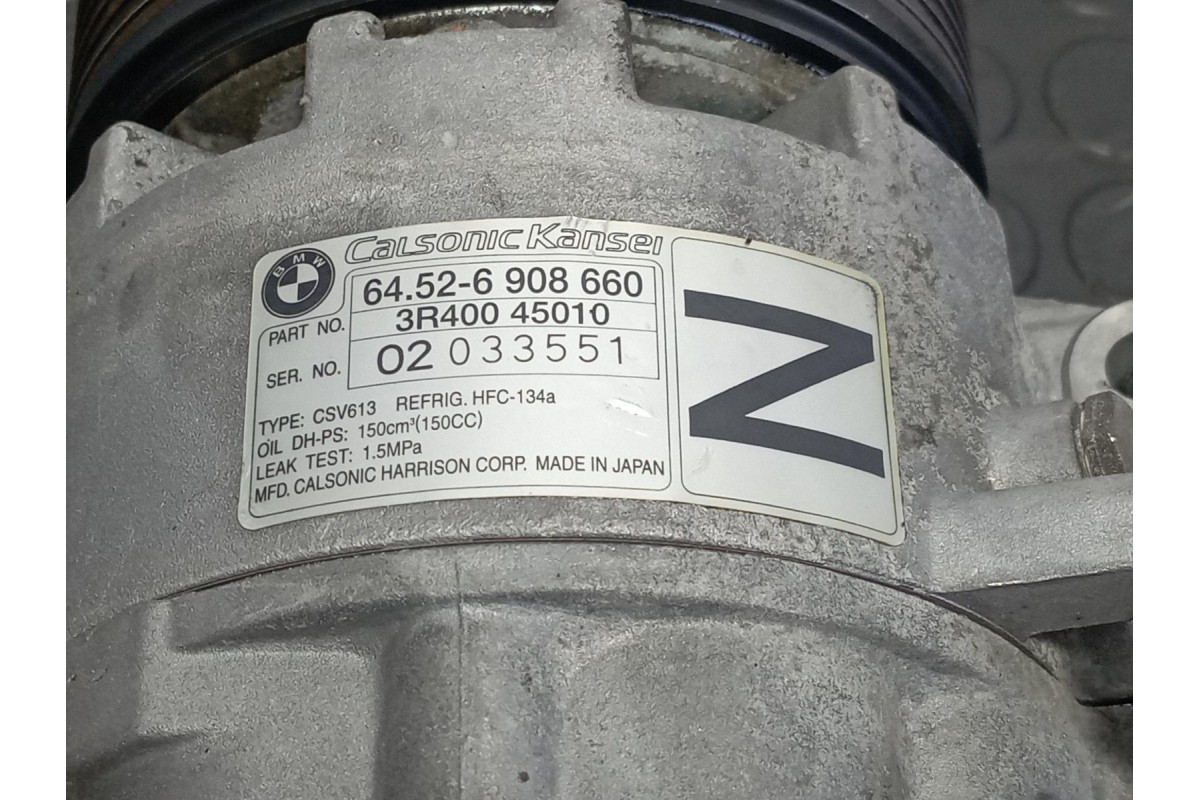 BMW
Calsonic Kansei
64.52-6 908 660
PART NO. 3R400 45010
SER. NO. 02 033551
TYPE: CSV613 REFRIG. HFC-134a
OIL DH-PS: 150cm³(150CC)
LEAK TEST: 1.5MPa
MFD. CALSONIC HARRISON CORP. MADE IN JAPAN
N